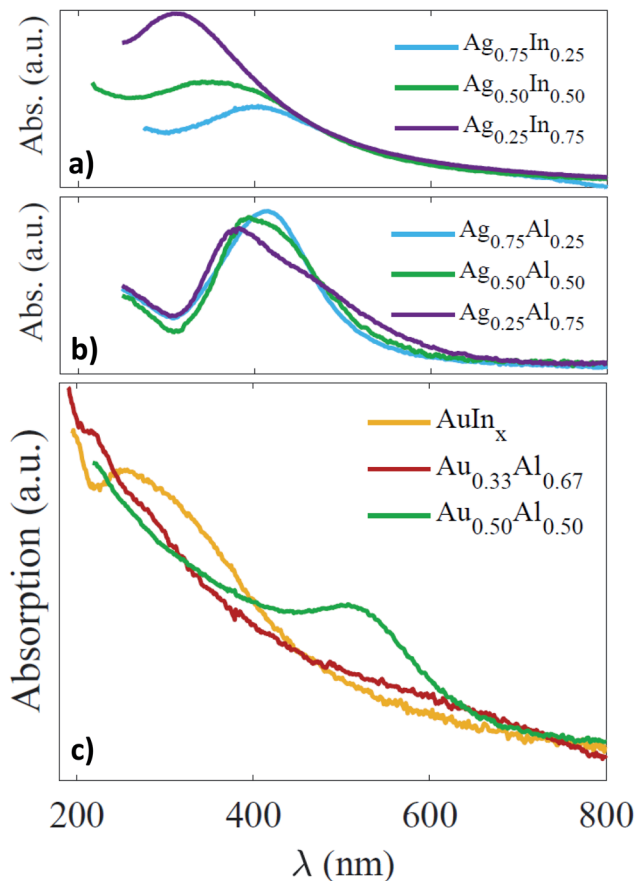 Abs. (a.u.)
Ag0.75In0.25
Ag0.50In0.50
Ag0.25In0.75
a)
Abs. (a.u.)
Ag0.75Al0.25
Ag0.50Al0.50
Ag0.25Al0.75
b)
Absorption (a.u.)
AuInx
Au0.33Al0.67
Au0.50Al0.50
c)
200 400 600 800
λ (nm)